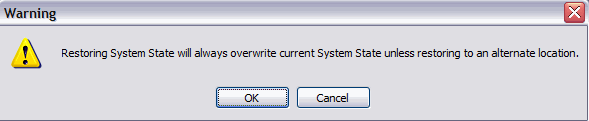 Warning
Restoring System State will always overwrite current System State unless restoring to an alternate location.
OK
Cancel